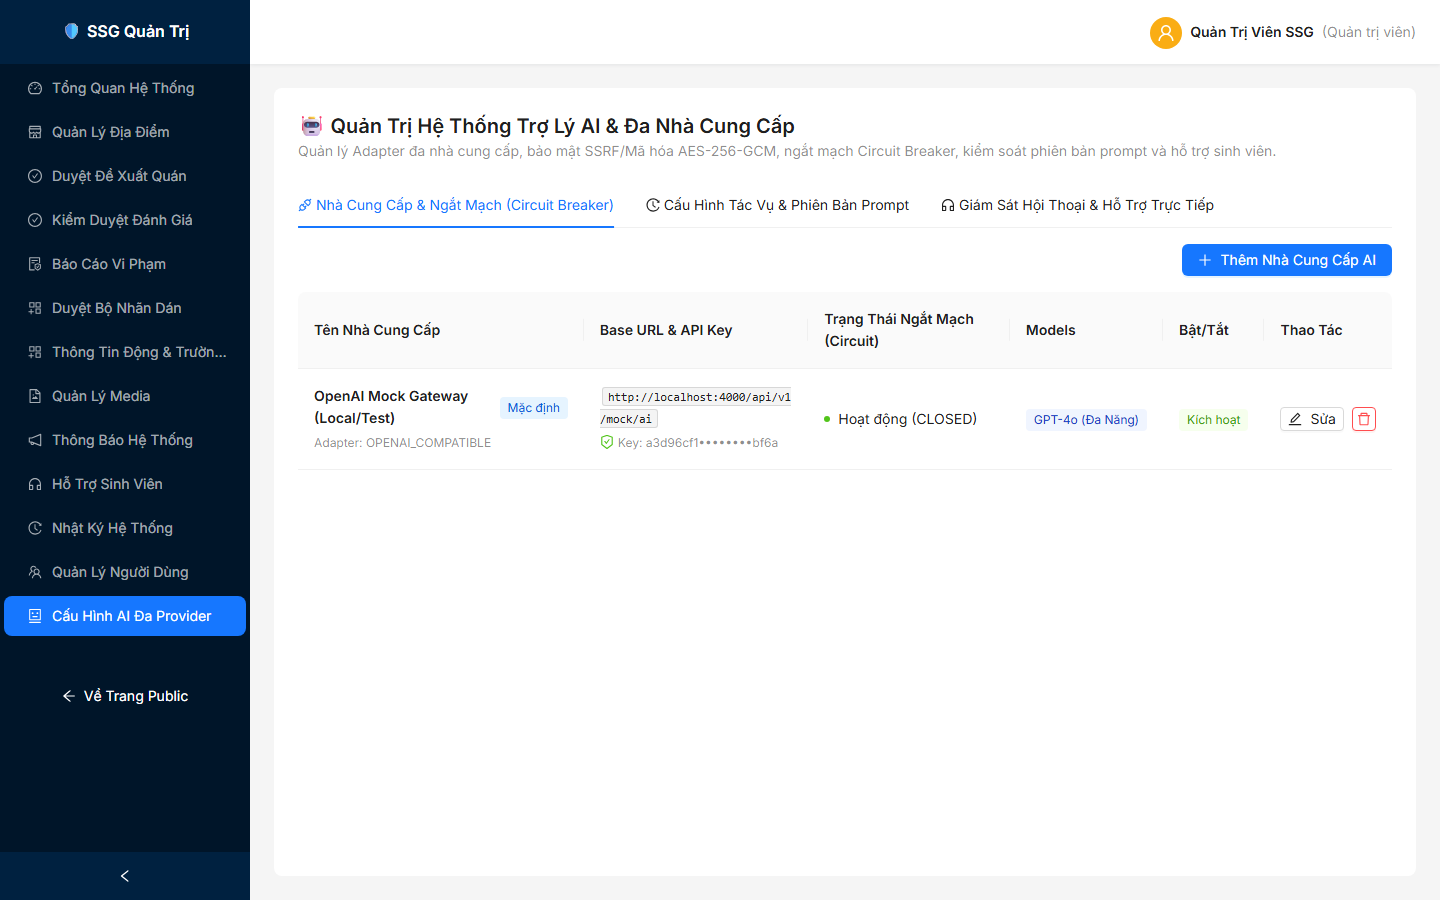 SSG Quản Trị
Quản Trị Viên SSG (Quản trị viên)
Tổng Quan Hệ Thống
Quản Lý Địa Điểm
Duyệt Đề Xuất Quán
Kiểm Duyệt Đánh Giá
Báo Cáo Vi Phạm
Duyệt Bộ Nhãn Dán
Thông Tin Động & Trườn...
Quản Lý Media
Thông Báo Hệ Thống
Hỗ Trợ Sinh Viên
Nhật Ký Hệ Thống
Quản Lý Người Dùng
Cấu Hình AI Đa Provider
Về Trang Public
Quản Trị Hệ Thống Trợ Lý AI & Đa Nhà Cung Cấp
Quản lý Adapter đa nhà cung cấp, bảo mật SSRF/Mã hóa AES-256-GCM, ngắt mạch Circuit Breaker, kiểm soát phiên bản prompt và hỗ trợ sinh viên.
Nhà Cung Cấp & Ngắt Mạch (Circuit Breaker)
Cấu Hình Tác Vụ & Phiên Bản Prompt
Giám Sát Hội Thoại & Hỗ Trợ Trực Tiếp
Thêm Nhà Cung Cấp AI
Tên Nhà Cung Cấp
Base URL & API Key
Trạng Thái Ngắt Mạch
(Circuit)
Models
Bật/Tắt
Thao Tác
OpenAI Mock Gateway
(Local/Test)
Mặc định
Adapter: OPENAI_COMPATIBLE
http://localhost:4000/api/v1
/mock/ai
Key: a3d96cf1••••••••bf6a
Hoạt động (CLOSED)
GPT-4o (Đa Năng)
Kích hoạt
Sửa